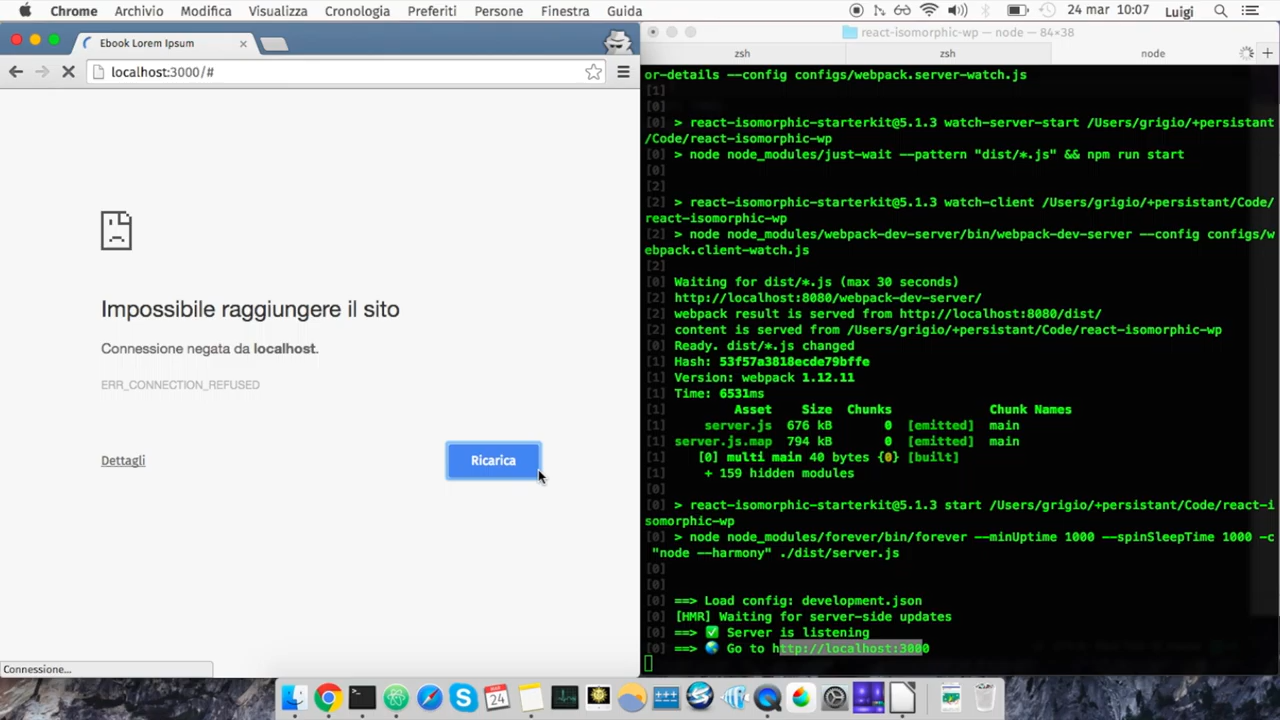 Chrome Archivio Modifica Visualizza Cronologia Preferiti Persone Finestra Guida 24 mar 10:07 Luigi
Ebook Lorem Ipsum
localhost:3000/#
Impossibile raggiungere il sito
Connessione negata da localhost.
ERR_CONNECTION_REFUSED
Dettagli
Ricarica
Connessione...
react-isomorphic-wp — node — 84×38
zsh zsh node
or-details --config configs/webpack.server-watch.js
[1]
[0]
[0] > react-isomorphic-starterkit@5.1.3 watch-server-start /Users/grigio/+persistant
/Code/react-isomorphic-wp
[0] > node node_modules/just-wait --pattern "dist/*.js" && npm run start
[0]
[2]
[2] > react-isomorphic-starterkit@5.1.3 watch-client /Users/grigio/+persistant/Code/
react-isomorphic-wp
[2] > node node_modules/webpack-dev-server/bin/webpack-dev-server --config configs/w
ebpack.client-watch.js
[2]
[0] Waiting for dist/*.js (max 30 seconds)
[2] http://localhost:8080/webpack-dev-server/
[2] webpack result is served from http://localhost:8080/dist/
[2] content is served from /Users/grigio/+persistant/Code/react-isomorphic-wp
[0] Ready. dist/*.js changed
[1] Hash: 53f57a3818ecde79bffe
[1] Version: webpack 1.12.11
[1] Time: 6531ms
[1] Asset Size Chunks Chunk Names
[1] server.js 676 kB 0 [emitted] main
[1] server.js.map 794 kB 0 [emitted] main
[1] [0] multi main 40 bytes {0} [built]
[1] + 159 hidden modules
[0]
[0] > react-isomorphic-starterkit@5.1.3 start /Users/grigio/+persistant/Code/react-i
somorphic-wp
[0] > node node_modules/forever/bin/forever --minUptime 1000 --spinSleepTime 1000 -c
"node --harmony" ./dist/server.js
[0]
[0]
[0] ==> Load config: development.json
[0] [HMR] Waiting for server-side updates
[0] ==> ✅ Server is listening
[0] ==> 🌎 Go to http://localhost:3000
24